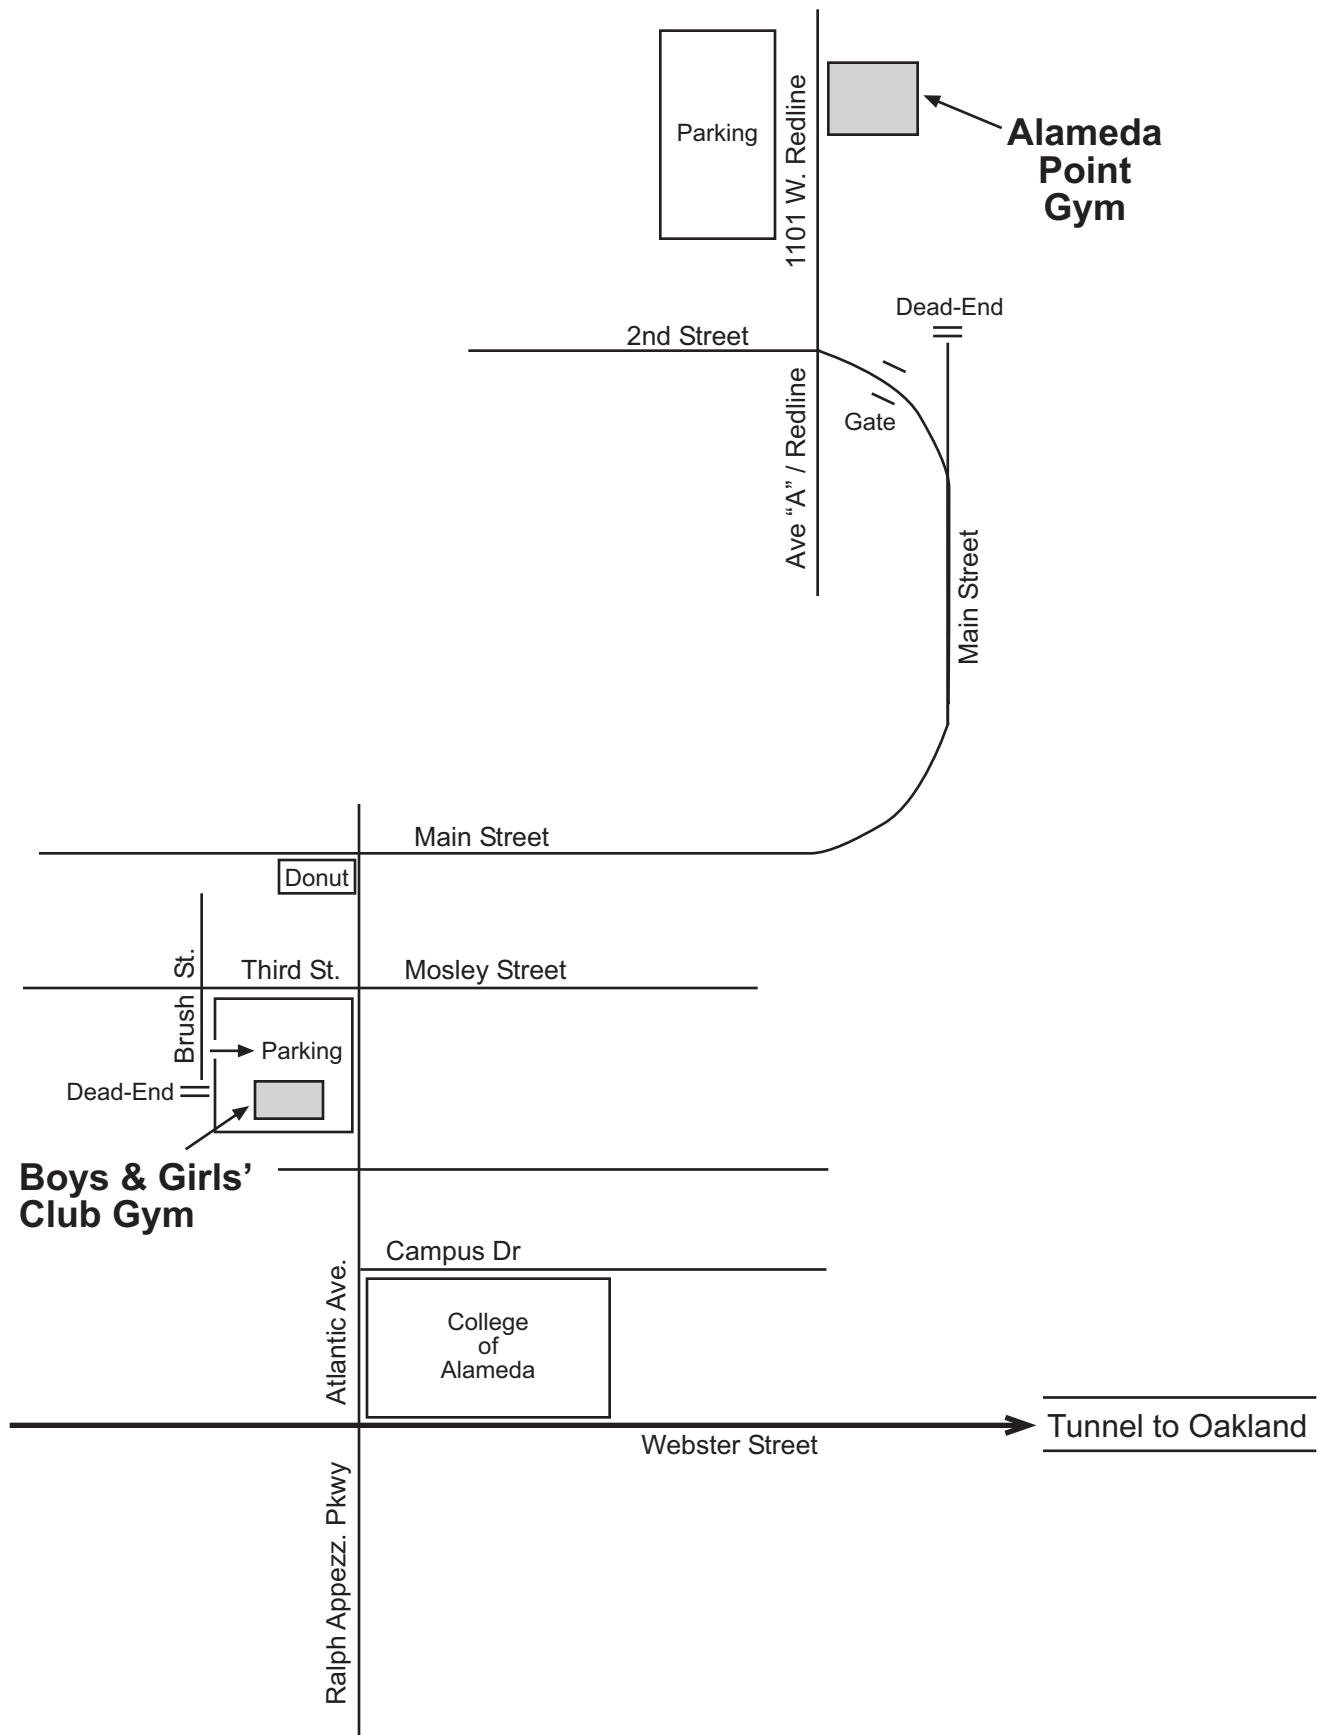 Parking
1101 W. Redline
Alameda
Point
Gym
Dead-End
2nd Street
Gate
Ave “A” / Redline
Main Street
Main Street
Donut
Brush St.
Third St.
Mosley Street
Parking
Dead-End
Boys & Girls’
Club Gym
Campus Dr
Atlantic Ave.
College
of
Alameda
Tunnel to Oakland
Webster Street
Ralph Appezz. Pkwy